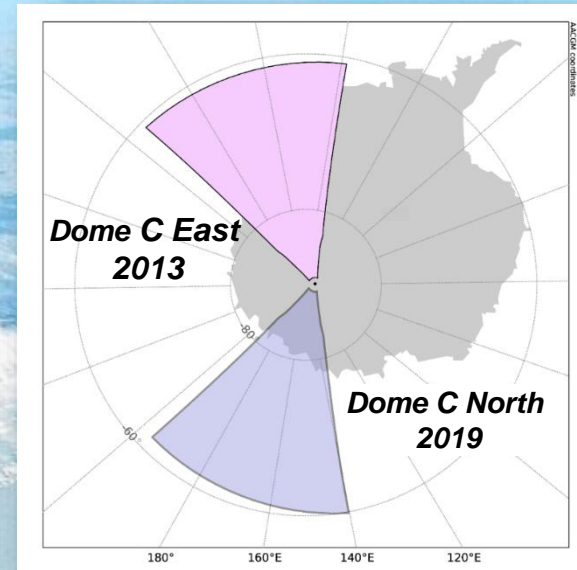 AACGM coordinates
Dome C East
2013
-80°
Dome C North
2019
-60°
180°
160°E
140°E
120°E